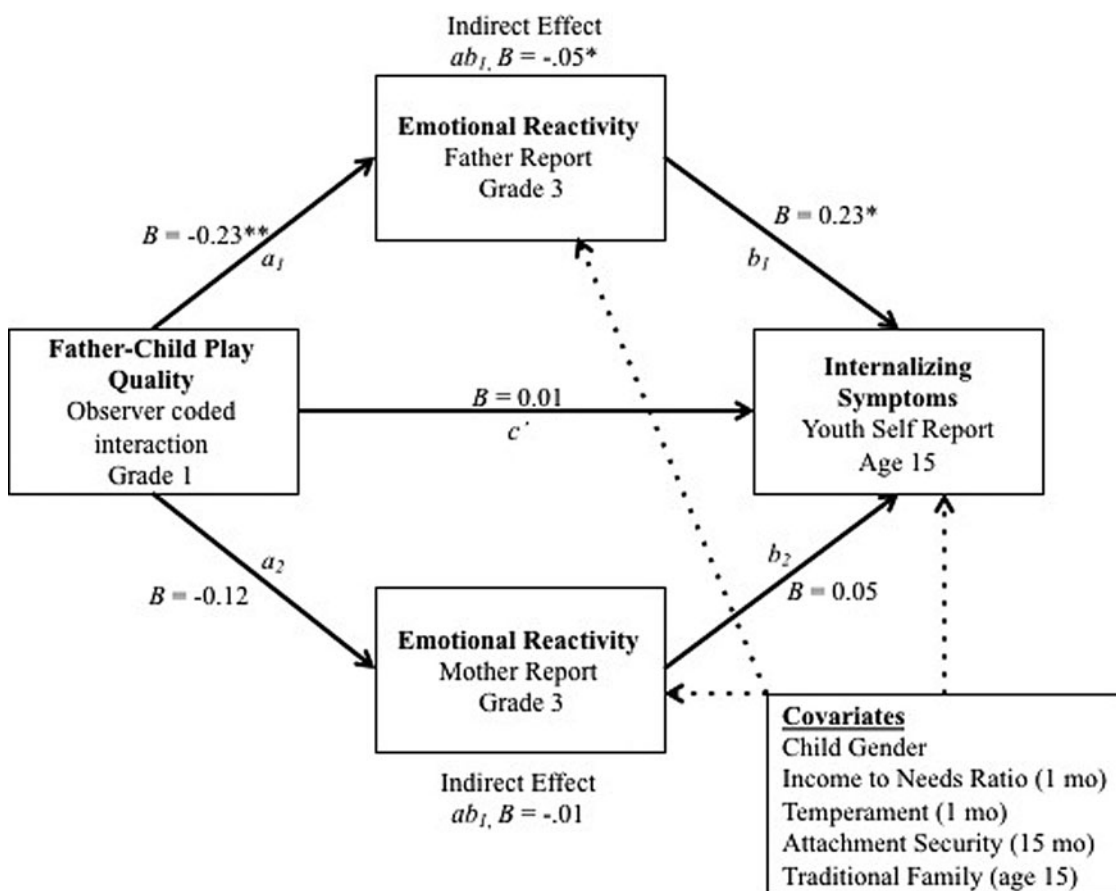 Indirect Effect
ab1, B = -.05*
Emotional Reactivity
Father Report
Grade 3
B = -0.23**
a1
B = 0.23*
b1
Father-Child Play
Quality
Observer coded
interaction
Grade 1
B = 0.01
c´
Internalizing
Symptoms
Youth Self Report
Age 15
a2
B = -0.12
b2
B = 0.05
Emotional Reactivity
Mother Report
Grade 3
Indirect Effect
ab1, B = -.01
Covariates
Child Gender
Income to Needs Ratio (1 mo)
Temperament (1 mo)
Attachment Security (15 mo)
Traditional Family (age 15)